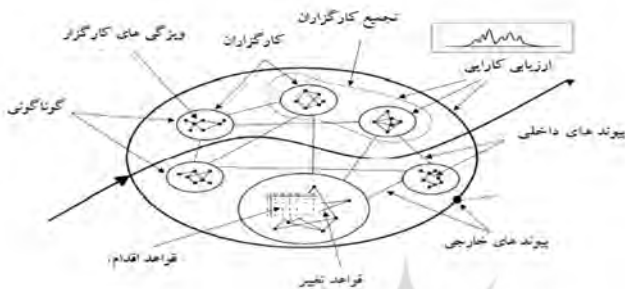 تجمیع کارگزاران
ویژگی های کارگزار
کارگزاران
ارزیابی کارایی
گوناگونی
پیوند های داخلی
پیوند های خارجی
قواعد اقدام:
قواعد تغییر